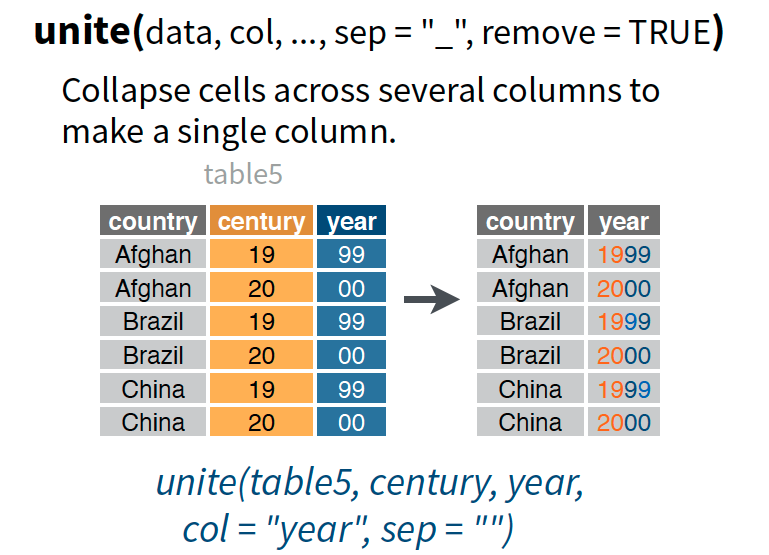 unite(data, col, ..., sep = "_", remove = TRUE)
Collapse cells across several columns to
make a single column.
table5
country century year
Afghan 19 99
Afghan 20 00
Brazil 19 99
Brazil 20 00
China 19 99
China 20 00
country year
Afghan 1999
Afghan 2000
Brazil 1999
Brazil 2000
China 1999
China 2000
unite(table5, century, year,
col = "year", sep = "")